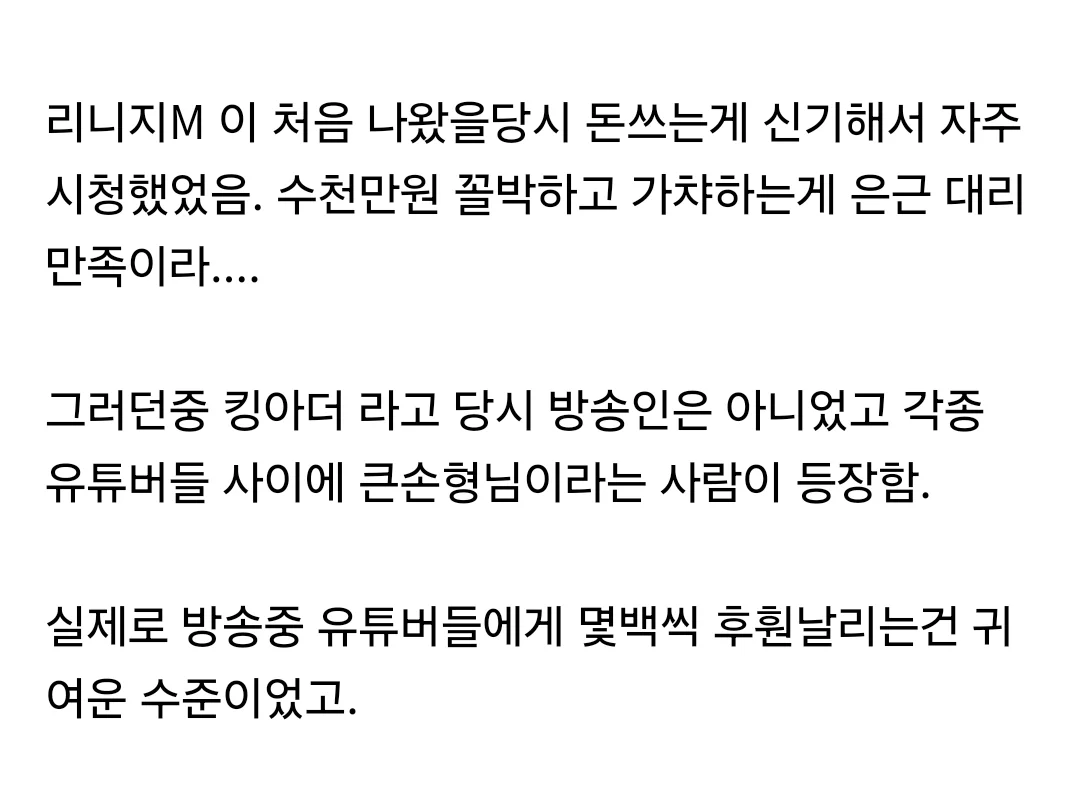 리니지M 이 처음 나왔을당시 돈쓰는게 신기해서 자주
시청했었음. 수천만원 꼴박하고 가챠하는게 은근 대리
만족이라....
그러던중 킹아더 라고 당시 방송인은 아니었고 각종
유튜버들 사이에 큰손형님이라는 사람이 등장함.
실제로 방송중 유튜버들에게 몇백씩 후훤날리는건 귀
여운 수준이었고.